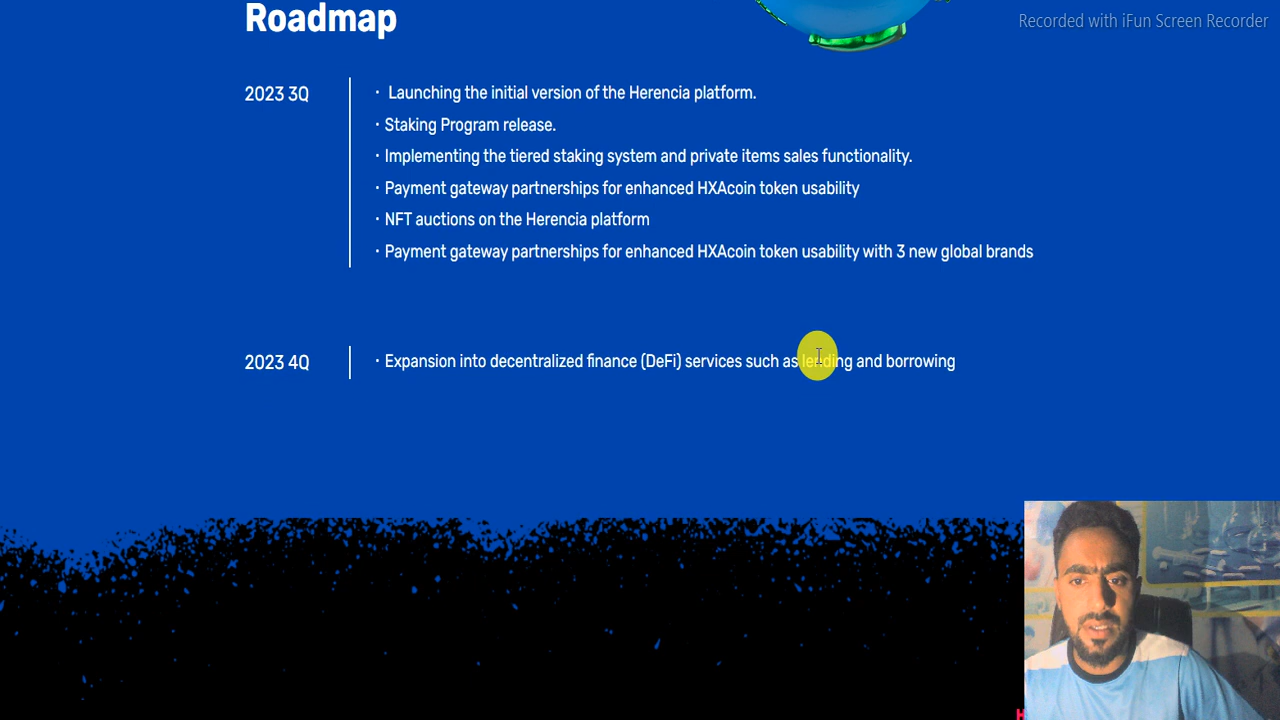 Roadmap
Recorded with iFun Screen Recorder
2023 3Q
· Launching the initial version of the Herencia platform.
· Staking Program release.
· Implementing the tiered staking system and private items sales functionality.
· Payment gateway partnerships for enhanced HXAcoin token usability
· NFT auctions on the Herencia platform
· Payment gateway partnerships for enhanced HXAcoin token usability with 3 new global brands
2023 4Q
· Expansion into decentralized finance (DeFi) services such as lending and borrowing